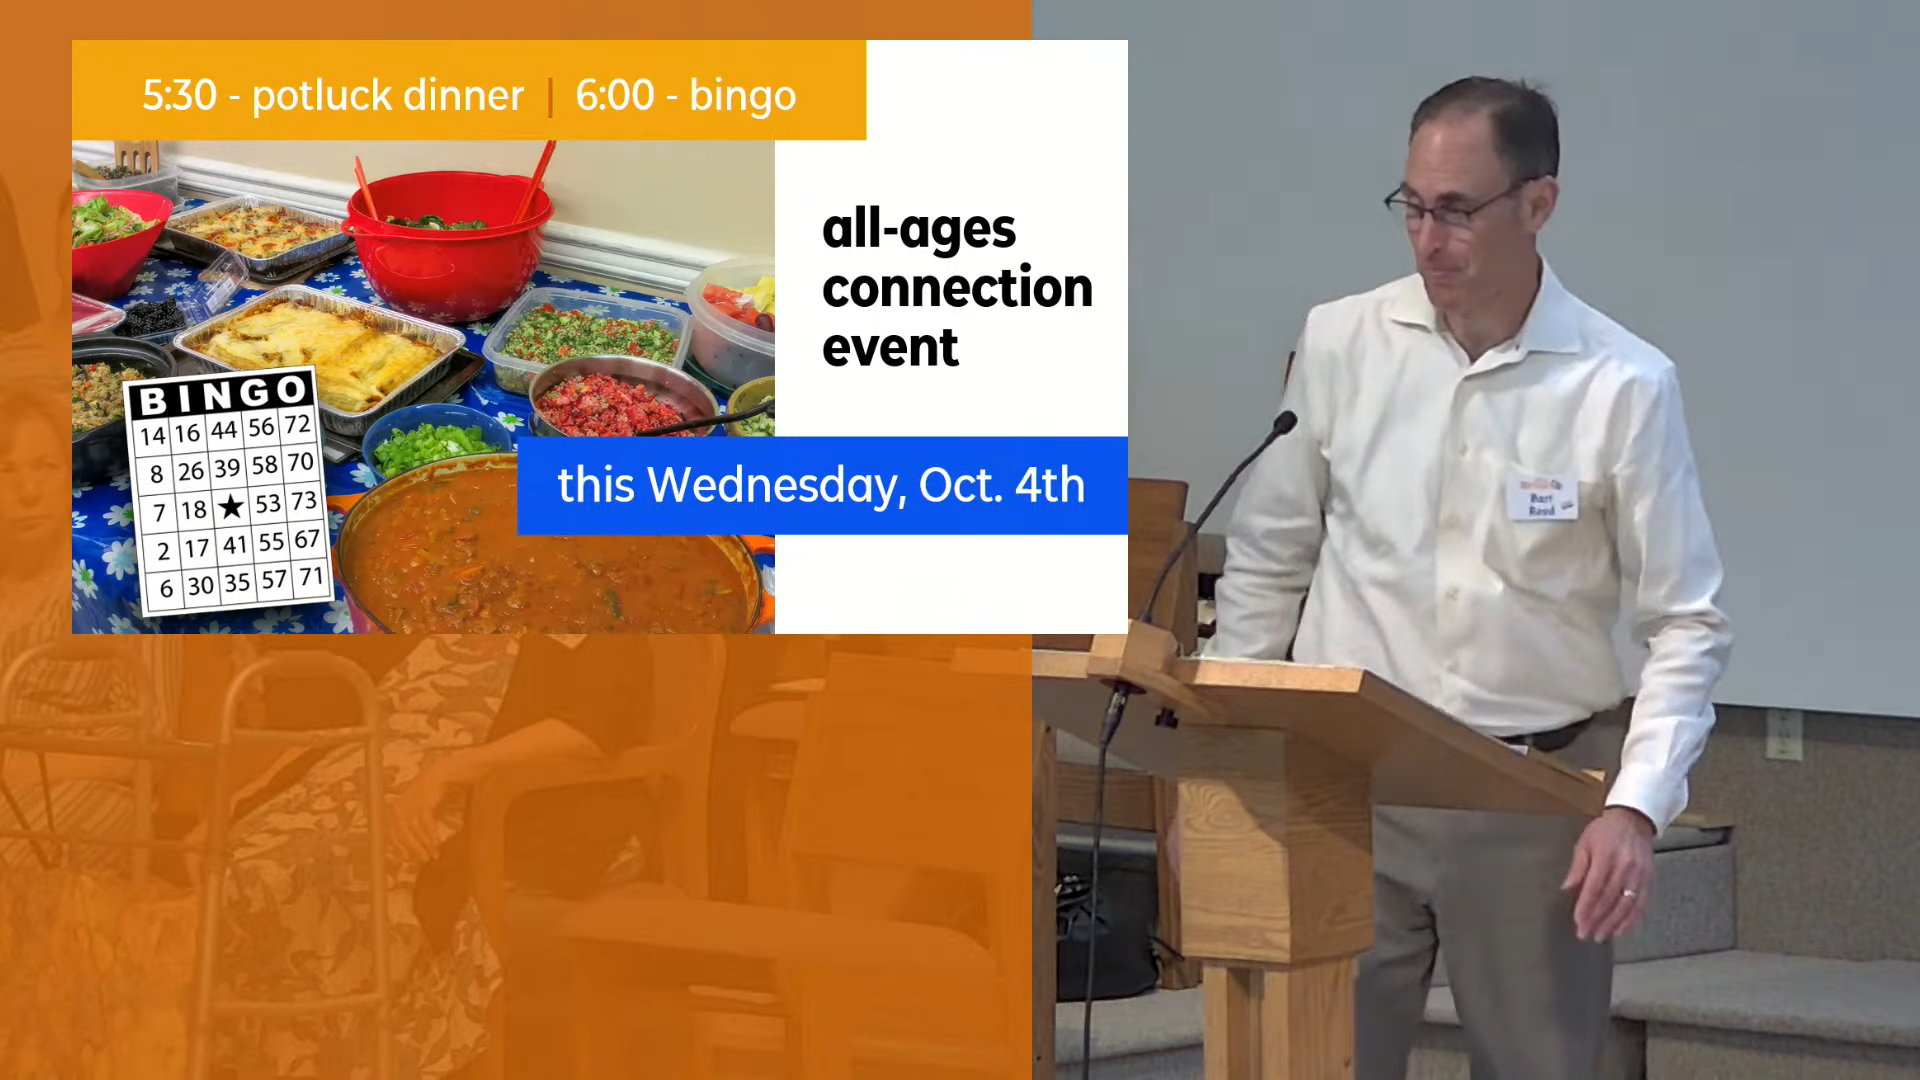 5:30 - potluck dinner | 6:00 - bingo
all-ages
connection
event
this Wednesday, Oct. 4th
BINGO
14 16 44 56 72
8 26 39 58 70
7 18 ★ 53 73
2 17 41 55 67
6 30 35 57 71
Bart